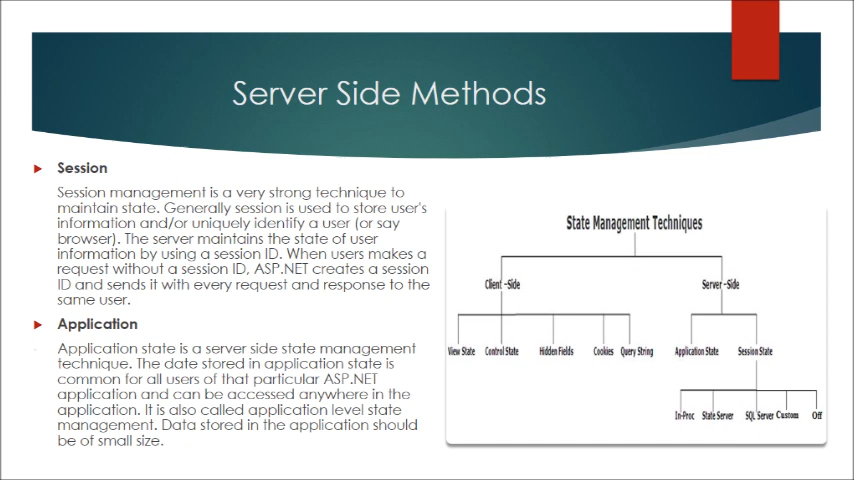 Server Side Methods
Session
Session management is a very strong technique to
maintain state. Generally session is used to store user's
information and/or uniquely identify a user (or say
browser). The server maintains the state of user
information by using a session ID. When users makes a
request without a session ID, ASP.NET creates a session
ID and sends it with every request and response to the
same user.
Application
Application state is a server side state management
technique. The date stored in application state is
common for all users of that particular ASP.NET
application and can be accessed anywhere in the
application. It is also called application level state
management. Data stored in the application should
be of small size.
State Management Techniques
Client -Side
Server-Side
View State
Control State
Hidden Fields
Cookies
Query String
Application State
Session State
In-Proc
State Server
SQL Server
Custom
Off